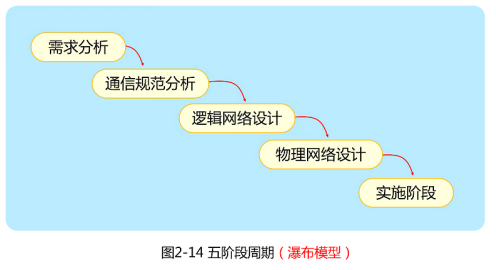 需求分析
通信规范分析
逻辑网络设计
物理网络设计
实施阶段
图2-14 五阶段周期（瀑布模型）